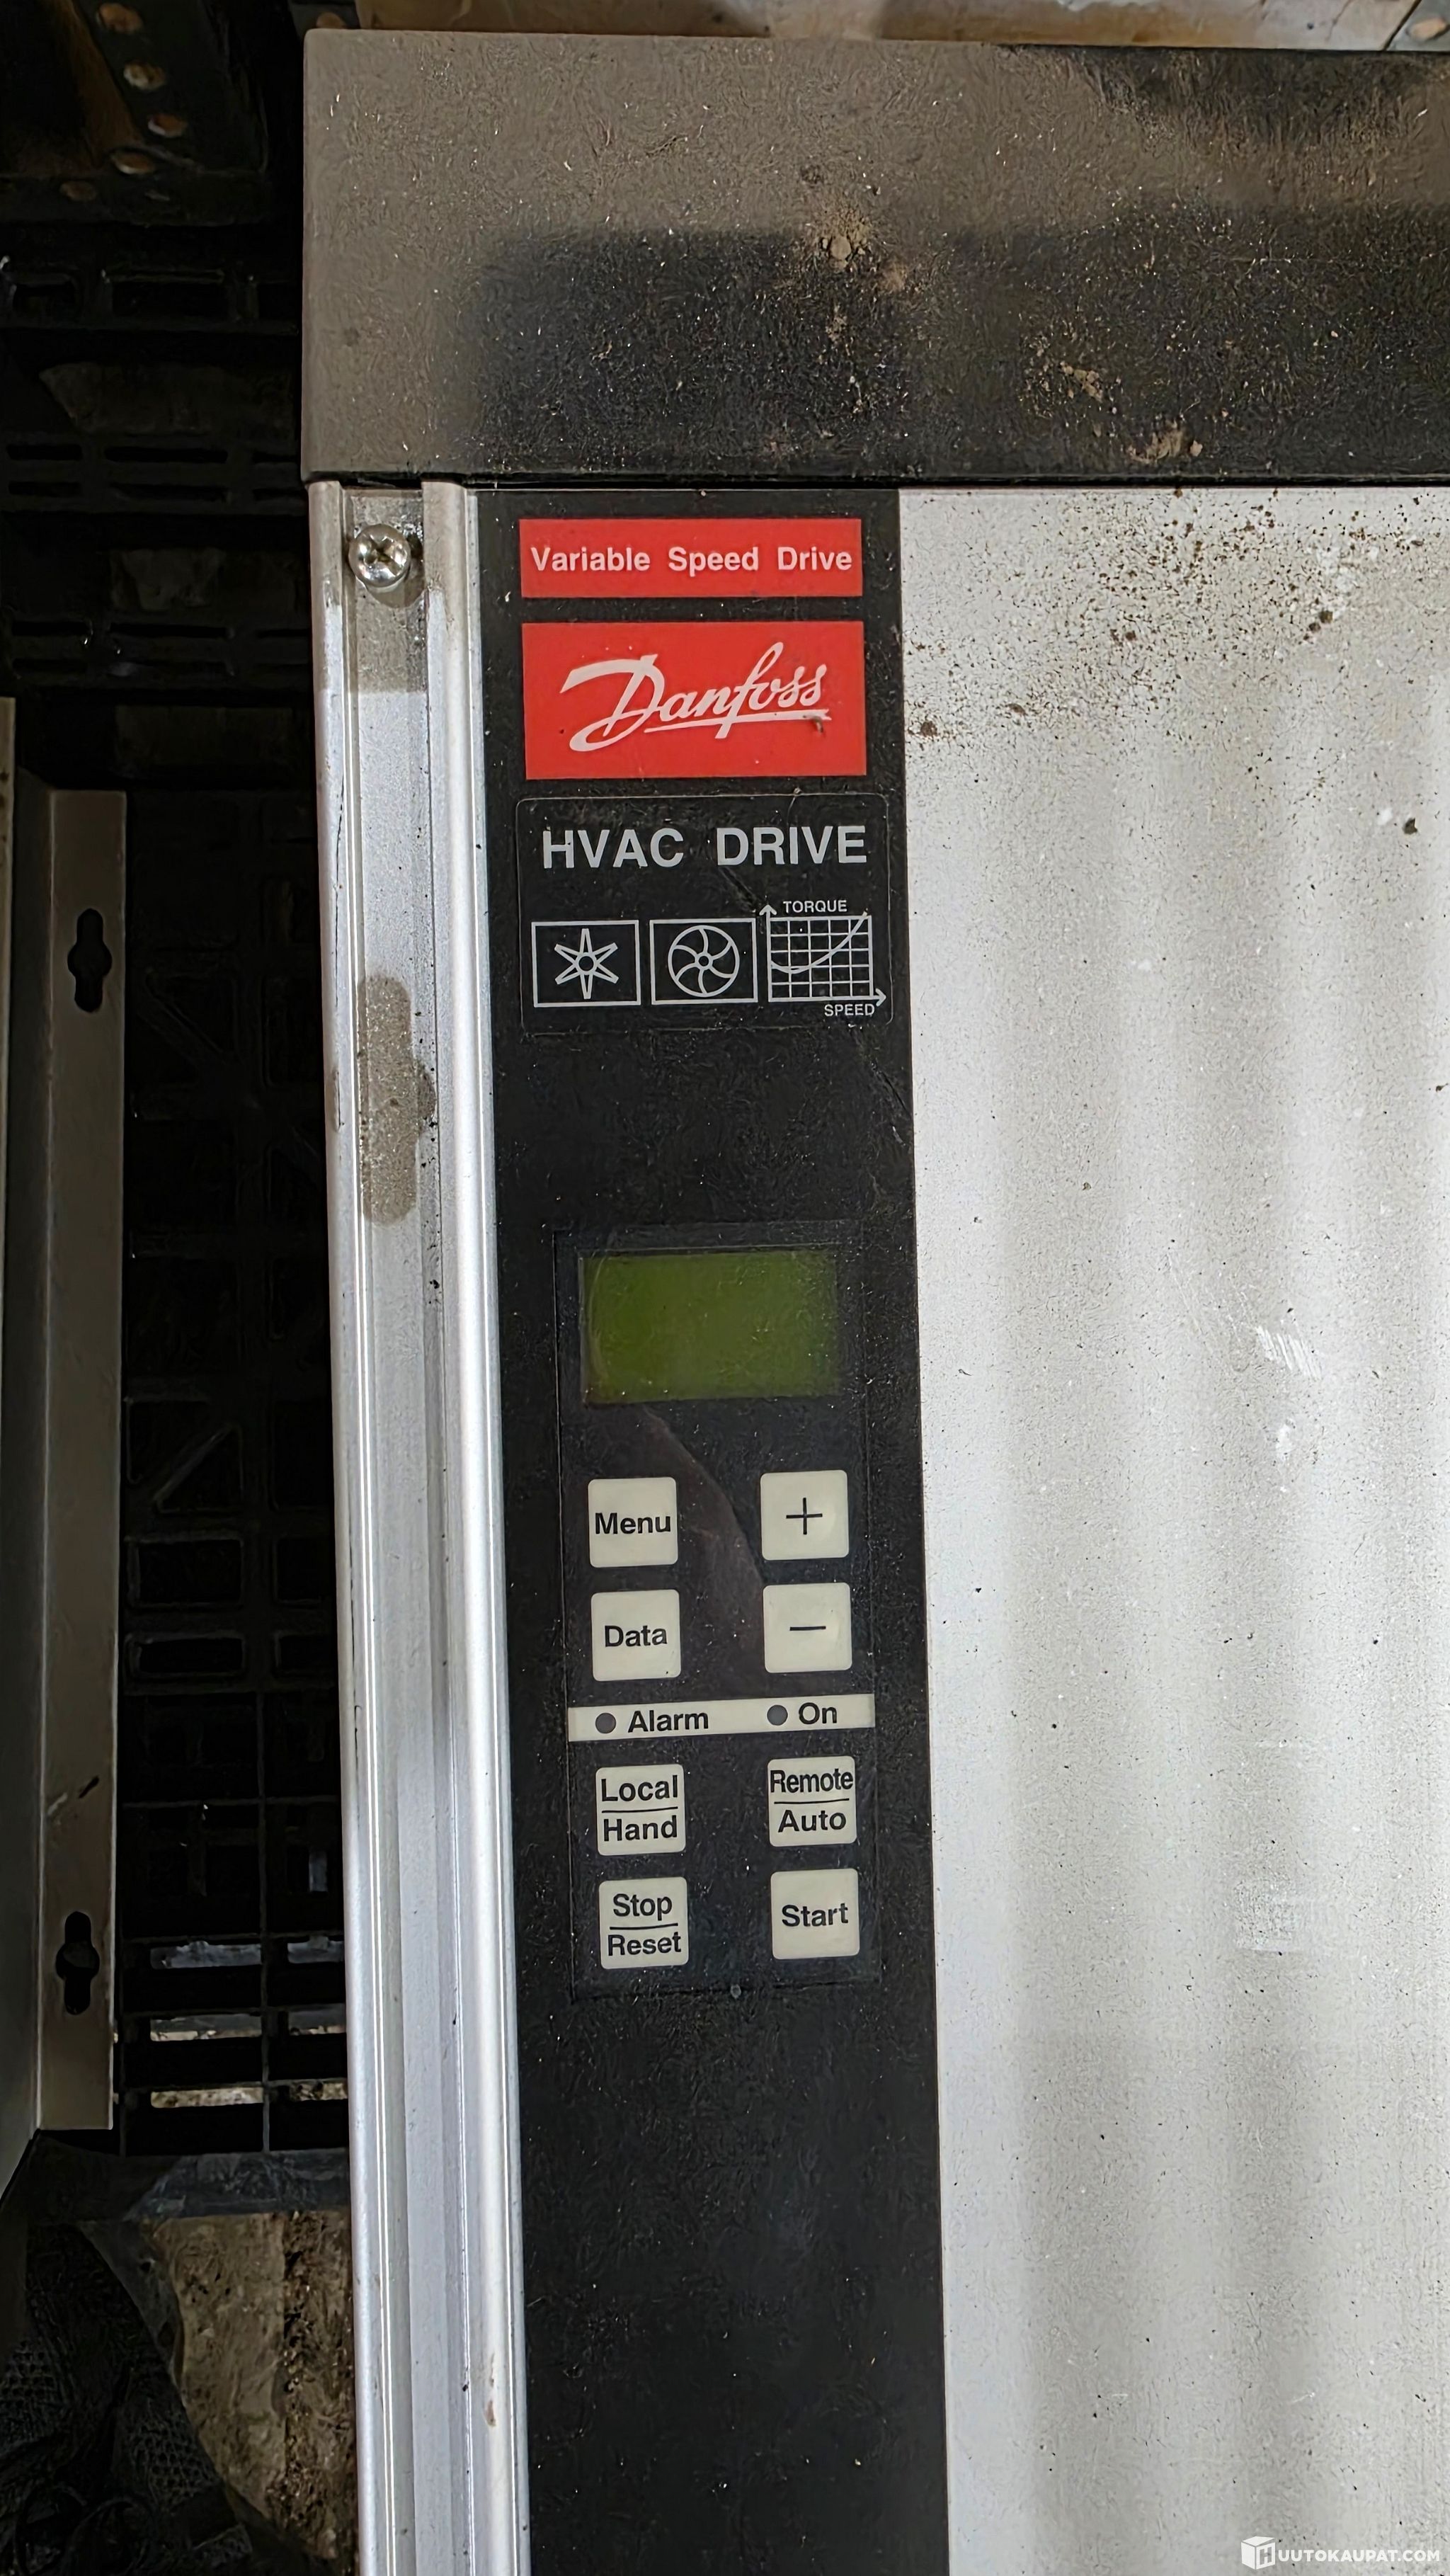 Variable Speed Drive
Danfoss
HVAC DRIVE
TORQUE
SPEED
Menu
+
Data
−
Alarm
On
Local
Hand
Remote
Auto
Stop
Reset
Start
HUUTOKAUPAT.COM